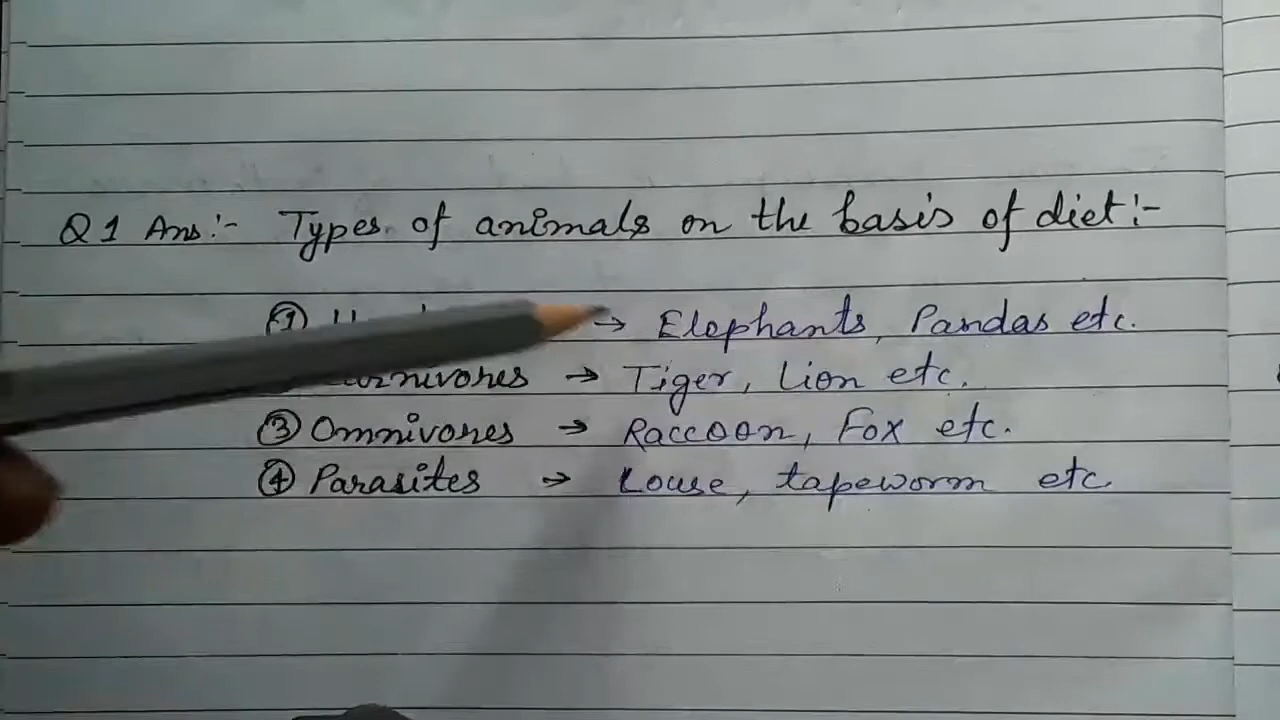 Q1 Ans:- Types of animals on the basis of diet:-
① → Elephants, Pandas etc.
→ Tiger, Lion etc.
③ Omnivores → Raccoon, Fox etc.
④ Parasites → Louse, tapeworm etc